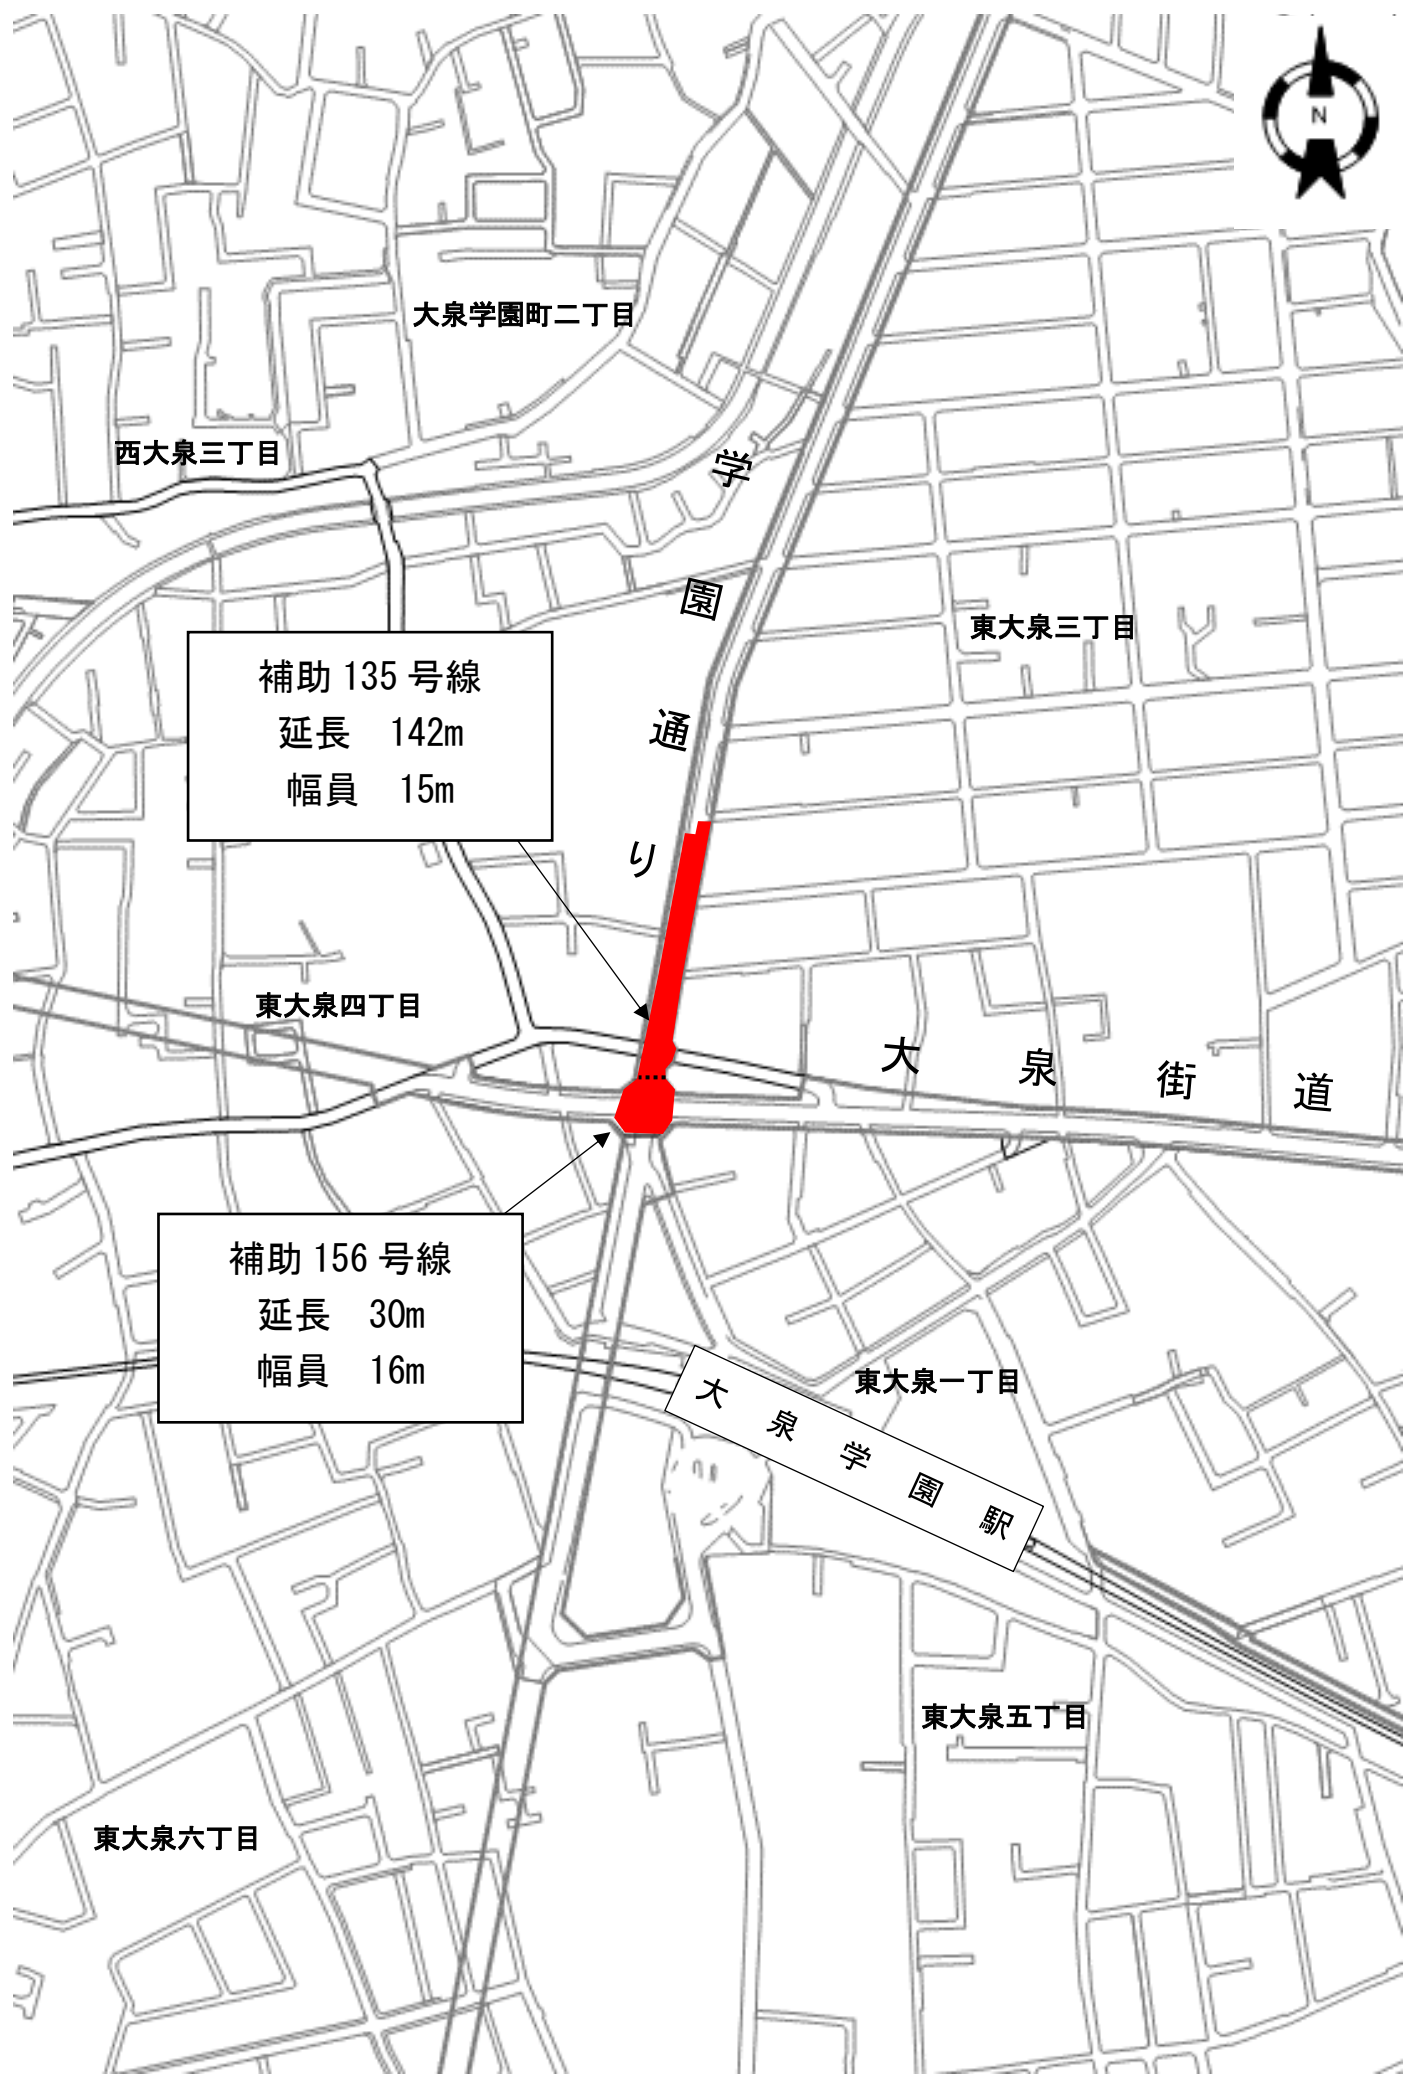 N
大泉学園町二丁目
西大泉三丁目
学園通り
東大泉三丁目
補助 135 号線
延長 142m
幅員 15m
東大泉四丁目
大泉街道
補助 156 号線
延長 30m
幅員 16m
東大泉一丁目
大泉学園駅
東大泉五丁目
東大泉六丁目